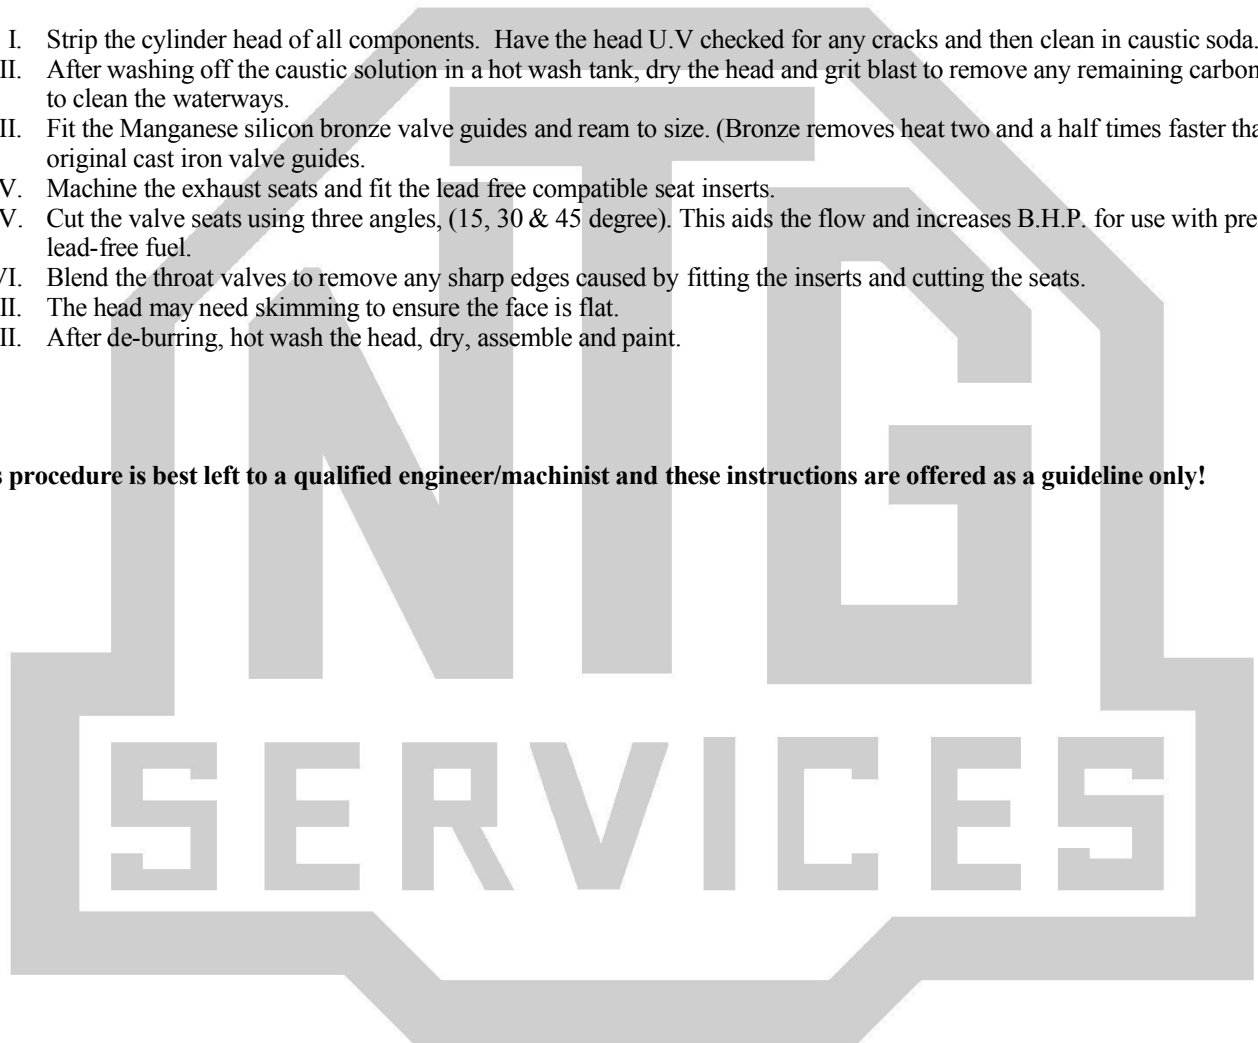 I. Strip the cylinder head of all components. Have the head U.V checked for any cracks and then clean in caustic soda.
II. After washing off the caustic solution in a hot wash tank, dry the head and grit blast to remove any remaining carbon
to clean the waterways.
II. Fit the Manganese silicon bronze valve guides and ream to size. (Bronze removes heat two and a half times faster tha
original cast iron valve guides.
V. Machine the exhaust seats and fit the lead free compatible seat inserts.
V. Cut the valve seats using three angles, (15, 30 & 45 degree). This aids the flow and increases B.H.P. for use with pre
lead-free fuel.
VI. Blend the throat valves to remove any sharp edges caused by fitting the inserts and cutting the seats.
II. The head may need skimming to ensure the face is flat.
II. After de-burring, hot wash the head, dry, assemble and paint.
s procedure is best left to a qualified engineer/machinist and these instructions are offered as a guideline only!
NTG
SERVICES